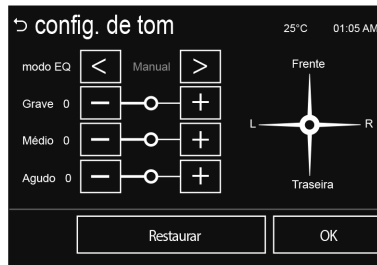 config. de tom 25°C 01:05 AM
modo EQ < Manual >
Frente
Grave 0
L R
Médio 0
Agudo 0
Traseira
Restaurar OK